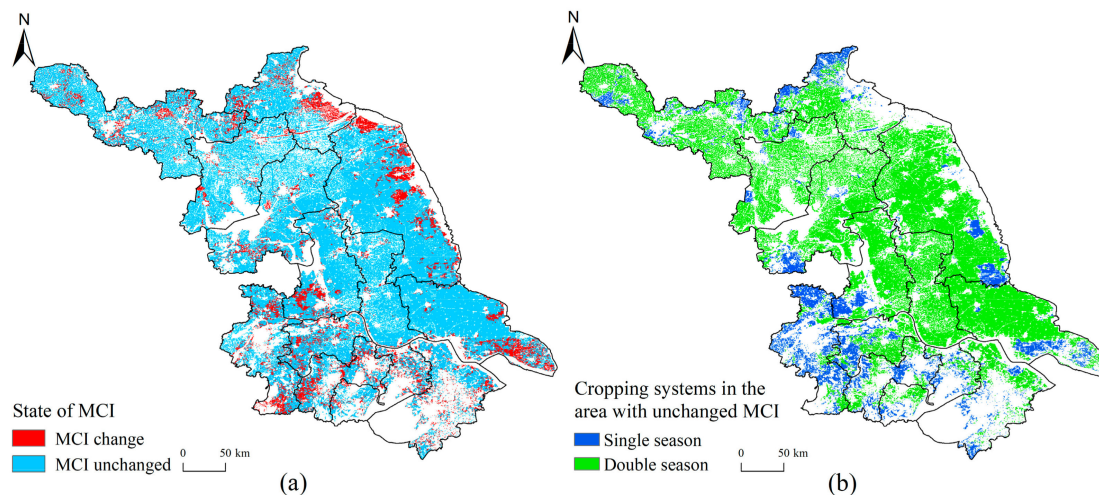 N
State of MCI
MCI change
MCI unchanged
0 50 km
(a)
N
Cropping systems in the
area with unchanged MCI
Single season
Double season
0 50 km
(b)